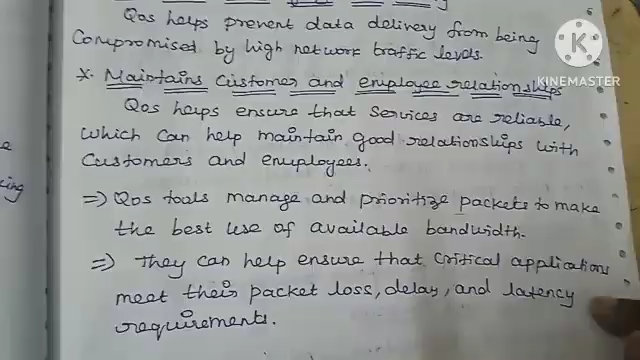 Qos helps prevent data delivery from being
Compromised by high network traffic levels.
* Maintains Customer and employee relationships
Qos helps ensure that services are reliable,
which can help maintain good relationships with
Customers and employees.
=> Qos tools manage and prioritize packets to make
the best use of available bandwidth.
=> They can help ensure that critical applications
meet their packet loss, delay, and latency
requirements.
KINEMASTER